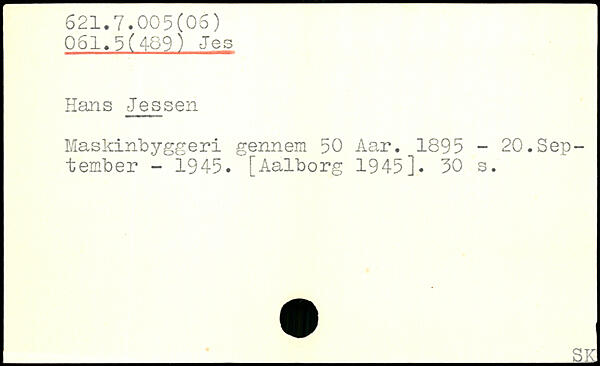 621.7.005(06)
061.5(489) Jes
Hans Jessen
Maskinbyggeri gennem 50 Aar. 1895 - 20.Sep-
tember - 1945. [Aalborg 1945]. 30 s.
SK